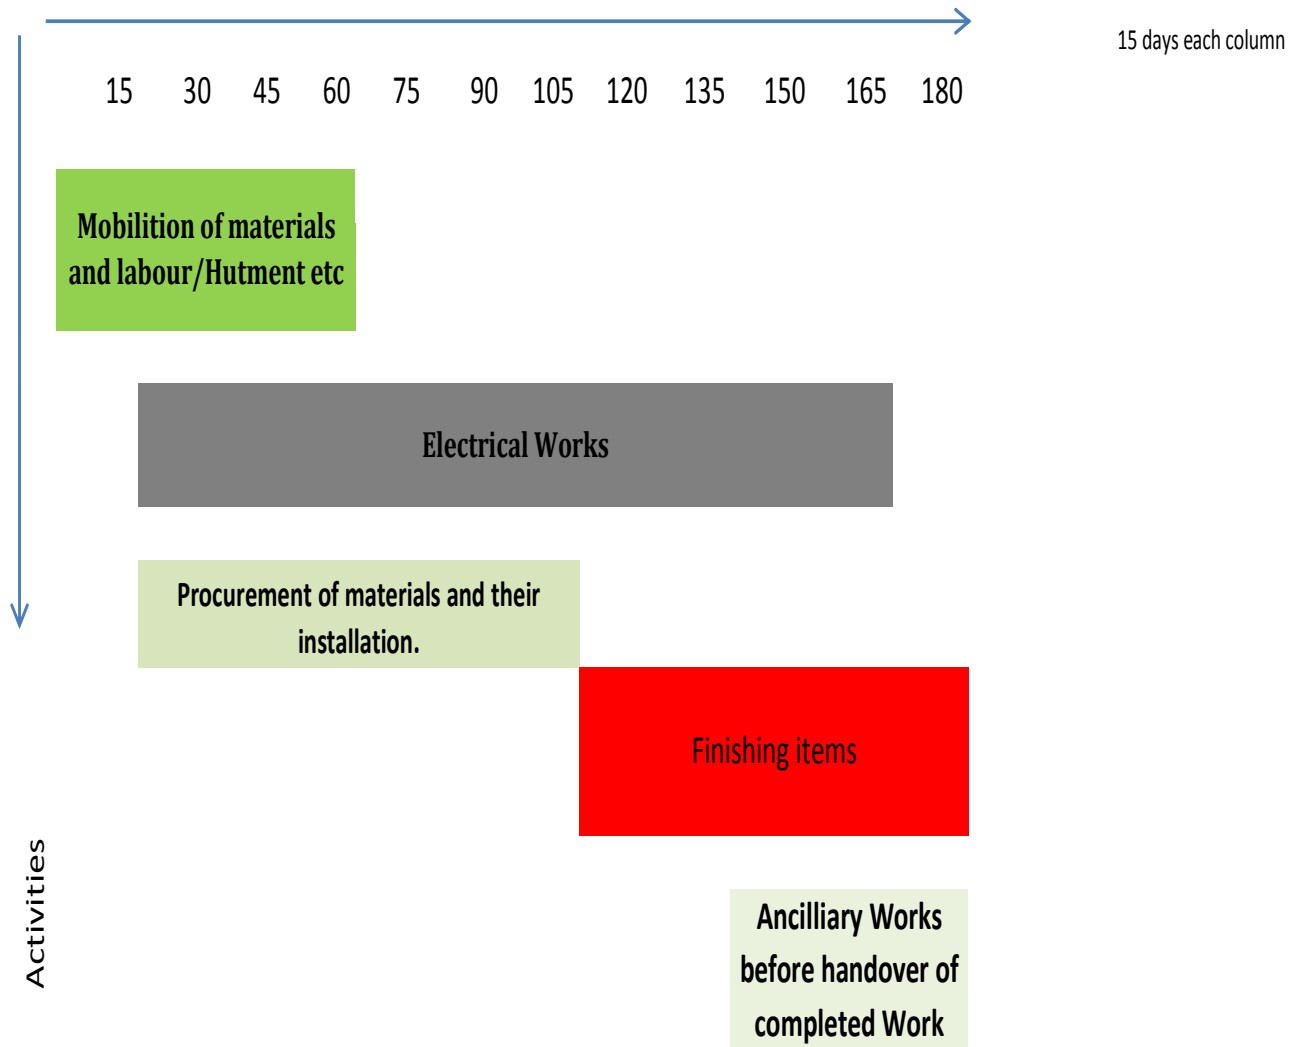 15 days each column
15 30 45 60 75 90 105 120 135 150 165 180
Mobilition of materials
and labour/Hutment etc
Electrical Works
Procurement of materials and their
installation.
Finishing items
Activities
Ancilliary Works
before handover of
completed Work